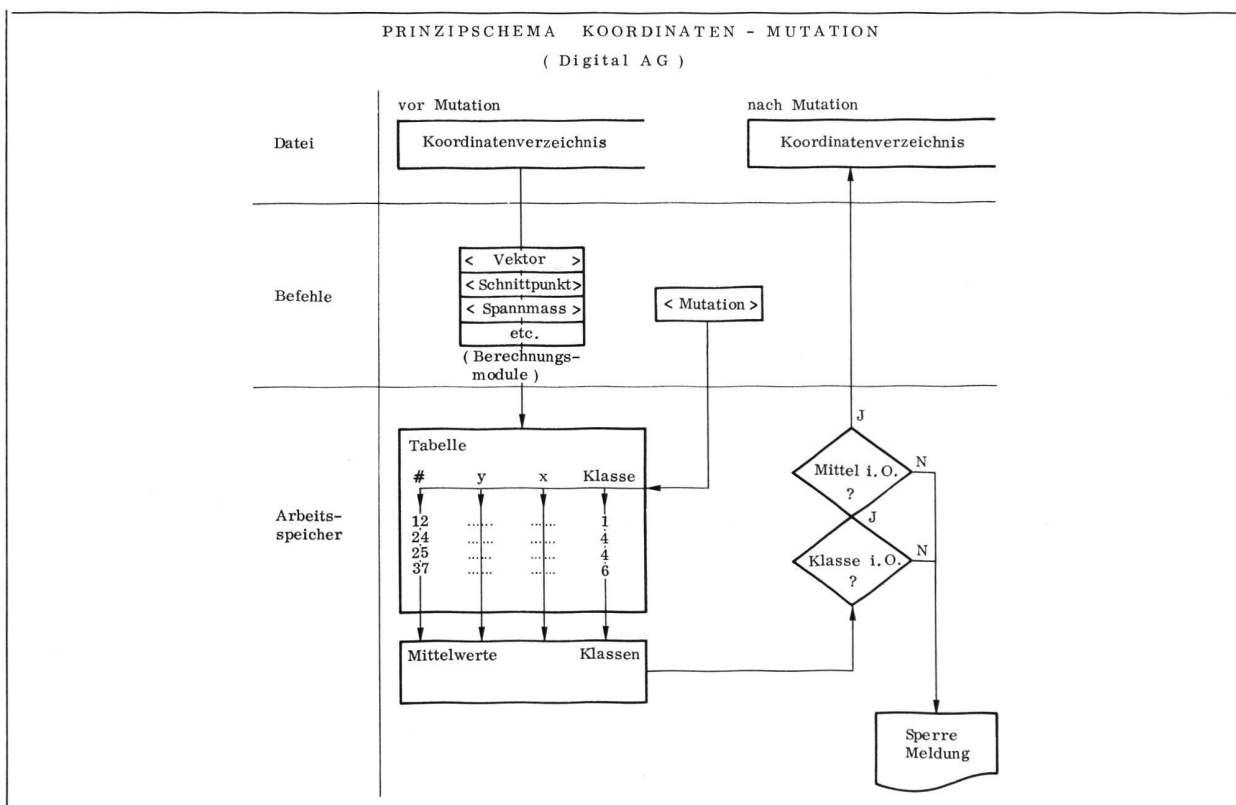 PRINZIPSCHEMA KOORDINATEN - MUTATION
( Digital AG )
vor Mutation
nach Mutation
Datei
Koordinatenverzeichnis
Koordinatenverzeichnis
Befehle
< Vektor >
< Schnittpunkt>
< Spannmass >
etc.
( Berechnungs-
module )
< Mutation >
Arbeits-
speicher
Tabelle
# y x Klasse
12 ...... ...... 1
24 ...... ...... 4
25 ...... ...... 4
37 ...... ...... 6
Mittelwerte Klassen
J
Mittel i.O.
?
N
J
Klasse i.O.
?
N
Sperre
Meldung